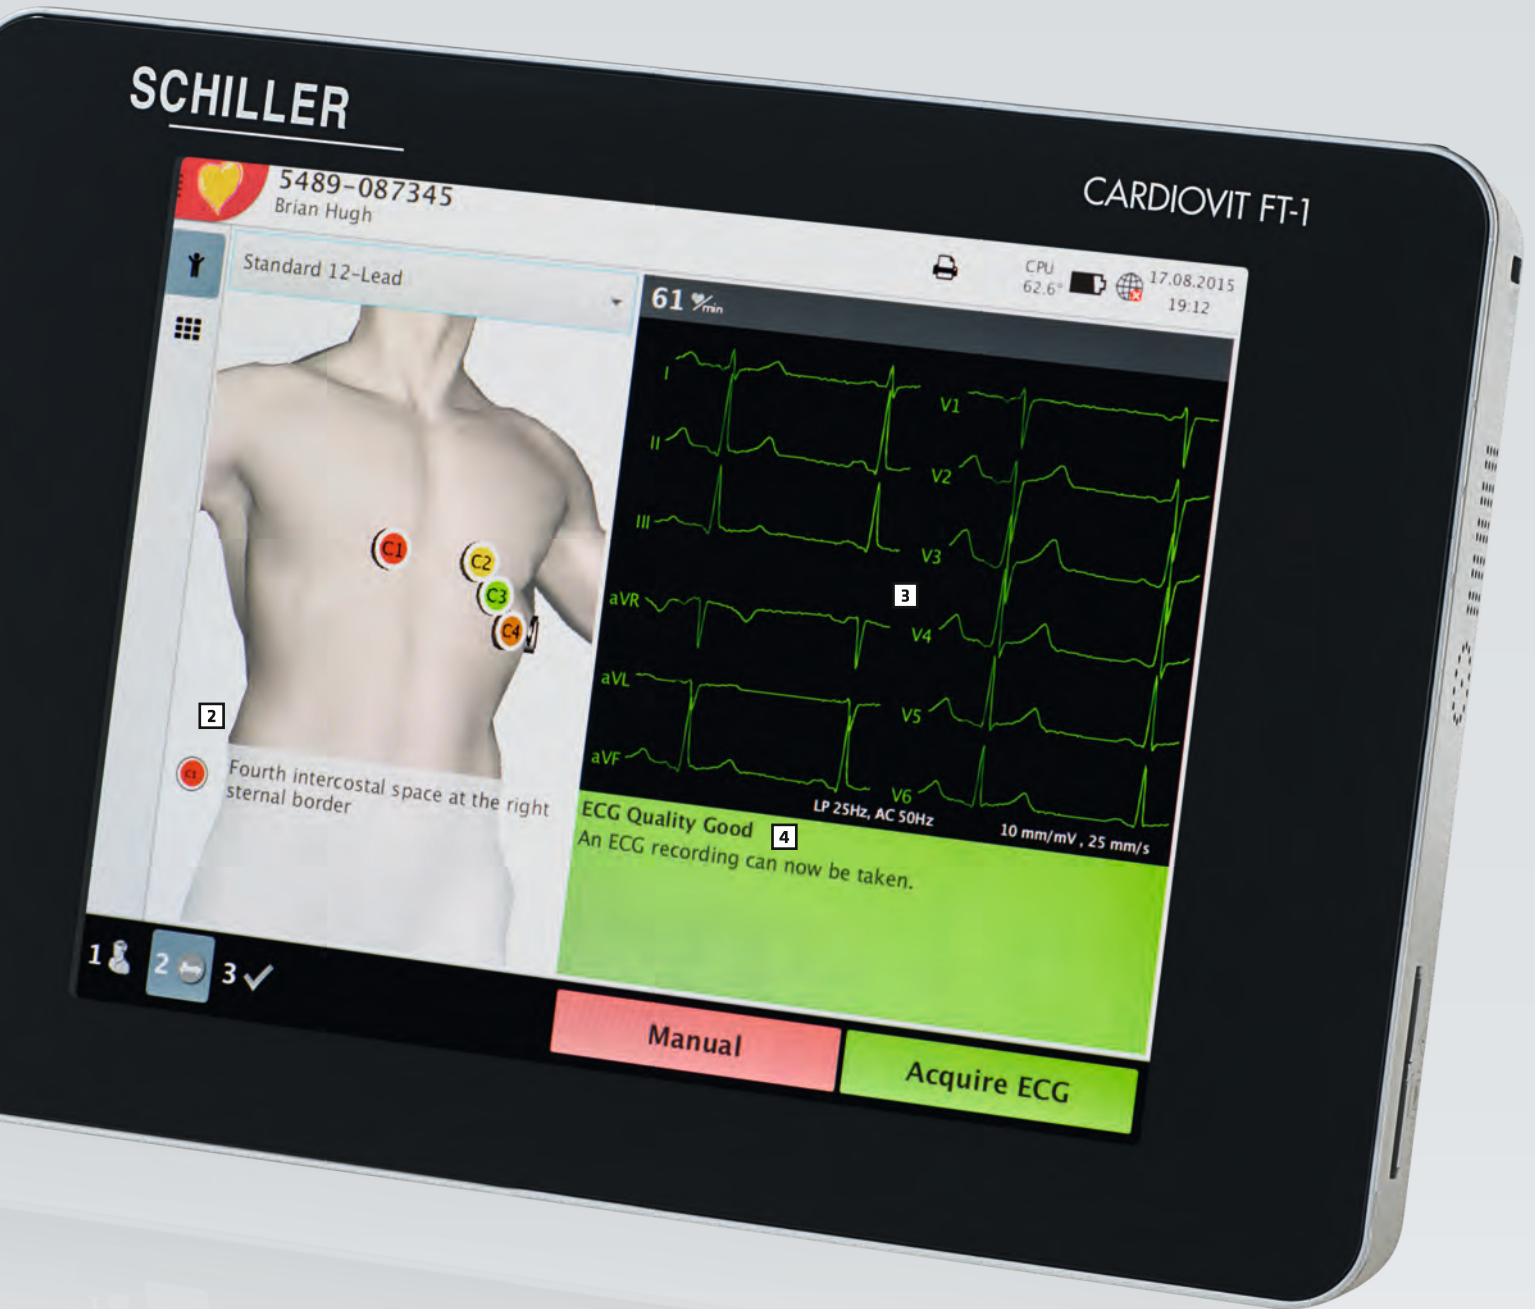 SCHILLER
CARDIOVIT FT-1
5489-087345
Brian Hugh
CPU
62.6°
17.08.2015
19:12
Standard 12-Lead
61 /min
C1
C2
C3
C4
2
C1
Fourth intercostal space at the right
sternal border
I
II
III
aVR
aVL
aVF
V1
V2
V3
3
V4
V5
V6
LP 25Hz, AC 50Hz
10 mm/mV , 25 mm/s
ECG Quality Good
4
An ECG recording can now be taken.
1
2
3
Manual
Acquire ECG